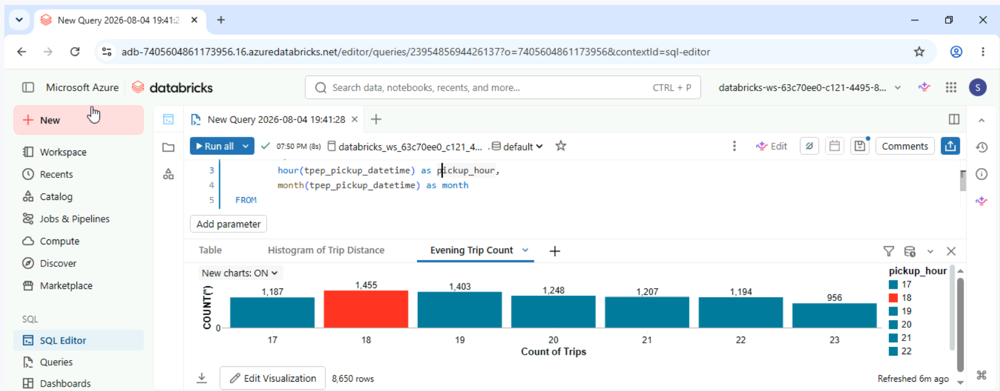 New Query 2026-08-04 19:41:2
adb-7405604861173956.16.azuredatabricks.net/editor/queries/2395485694426137?o=7405604861173956&contextId=sql-editor
Microsoft Azure databricks
Search data, notebooks, recents, and more... CTRL + P
databricks-ws-63c70ee0-c121-4495-8...
S
New
Workspace
Recents
Catalog
Jobs & Pipelines
Compute
Discover
Marketplace
SQL
SQL Editor
Queries
Dashboards
New Query 2026-08-04 19:41:28
Run all 07:50 PM (8s) databricks_ws_63c70ee0_c121_4... . default
Edit Comments
3 hour(tpep_pickup_datetime) as pickup_hour,
4 month(tpep_pickup_datetime) as month
5 FROM
Add parameter
Table Histogram of Trip Distance Evening Trip Count
New charts: ON
COUNT(*)
0
1,187 1,455 1,403 1,248 1,207 1,194 956
17 18 19 20 21 22 23
Count of Trips
pickup_hour
17
18
19
20
21
22
Edit Visualization 8,650 rows
Refreshed 6m ago